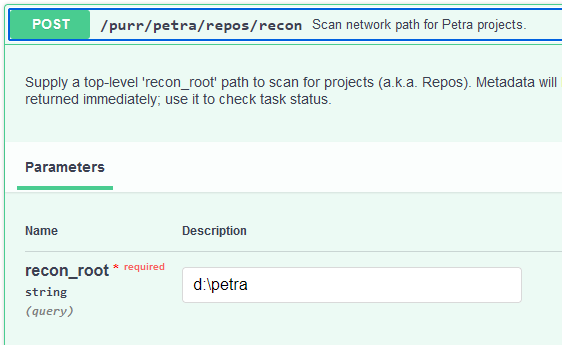 POST /purr/petra/repos/recon Scan network path for Petra projects.
Supply a top-level 'recon_root' path to scan for projects (a.k.a. Repos). Metadata will
returned immediately; use it to check task status.
Parameters
Name Description
recon_root * required
string
(query)
d:\petra